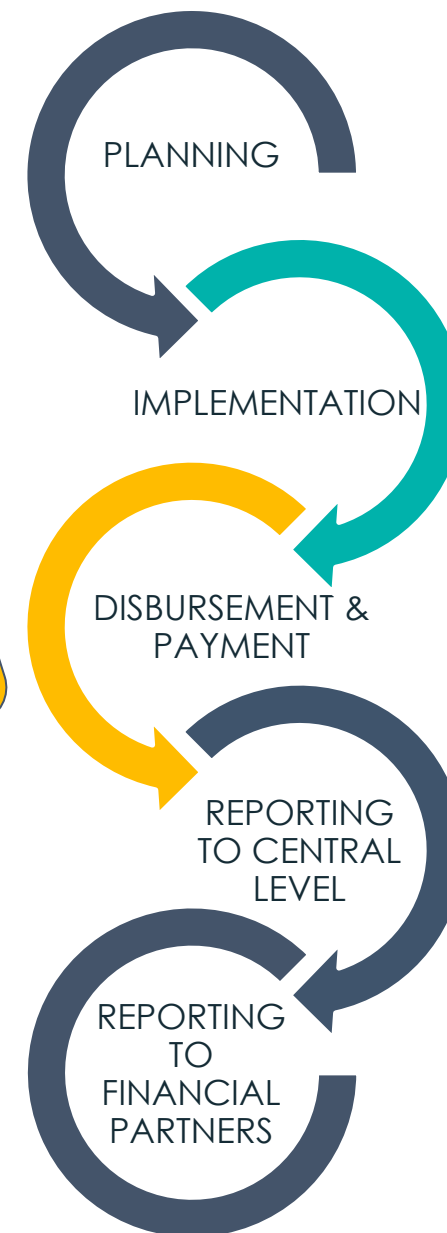 PLANNING
IMPLEMENTATION
DISBURSEMENT &
PAYMENT
REPORTING
TO CENTRAL
LEVEL
REPORTING
TO
FINANCIAL
PARTNERS